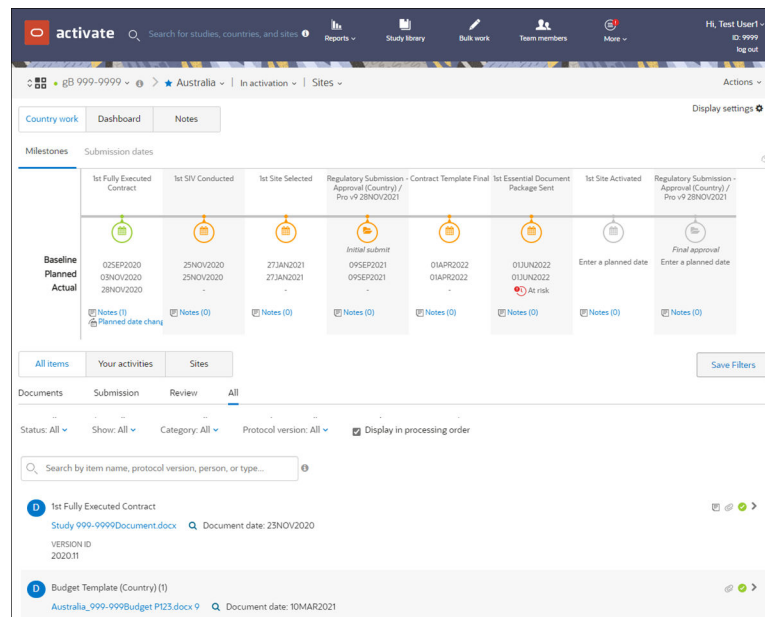 activate
Search for studies, countries, and sites
Reports
Study library
Bulk work
Team members
More
Hi, Test User1
ID: 9999
log out
gB 999-9999
Australia
In activation
Sites
Actions
Display settings
Country work
Dashboard
Notes
Milestones
Submission dates
1st Fully Executed Contract
1st SIV Conducted
1st Site Selected
Regulatory Submission - Approval (Country) / Pro v9 28NOV2021
Contract Template Final
1st Essential Document Package Sent
1st Site Activated
Regulatory Submission - Approval (Country) / Pro v9 28NOV2021
Initial submit
Final approval
Baseline 02SEP2020 25NOV2020 27JAN2021 09SEP2021 01APR2022 01JUN2022 Enter a planned date Enter a planned date
Planned 03NOV2020 25NOV2020 27JAN2021 09SEP2021 01APR2022 01JUN2022
Actual 28NOV2020 - - - - At risk
Notes (1) Notes (0) Notes (0) Notes (0) Notes (0) Notes (0) Notes (0) Notes (0)
Planned date chang
All items
Your activities
Sites
Save Filters
Documents
Submission
Review
All
Status: All
Show: All
Category: All
Protocol version: All
Display in processing order
Search by item name, protocol version, person, or type...
D 1st Fully Executed Contract
Study 999-9999Document.docx Document date: 23NOV2020
VERSION ID
2020.11
D Budget Template (Country) (1)
Australia_999-999Budget P123.docx 9 Document date: 10MAR2021